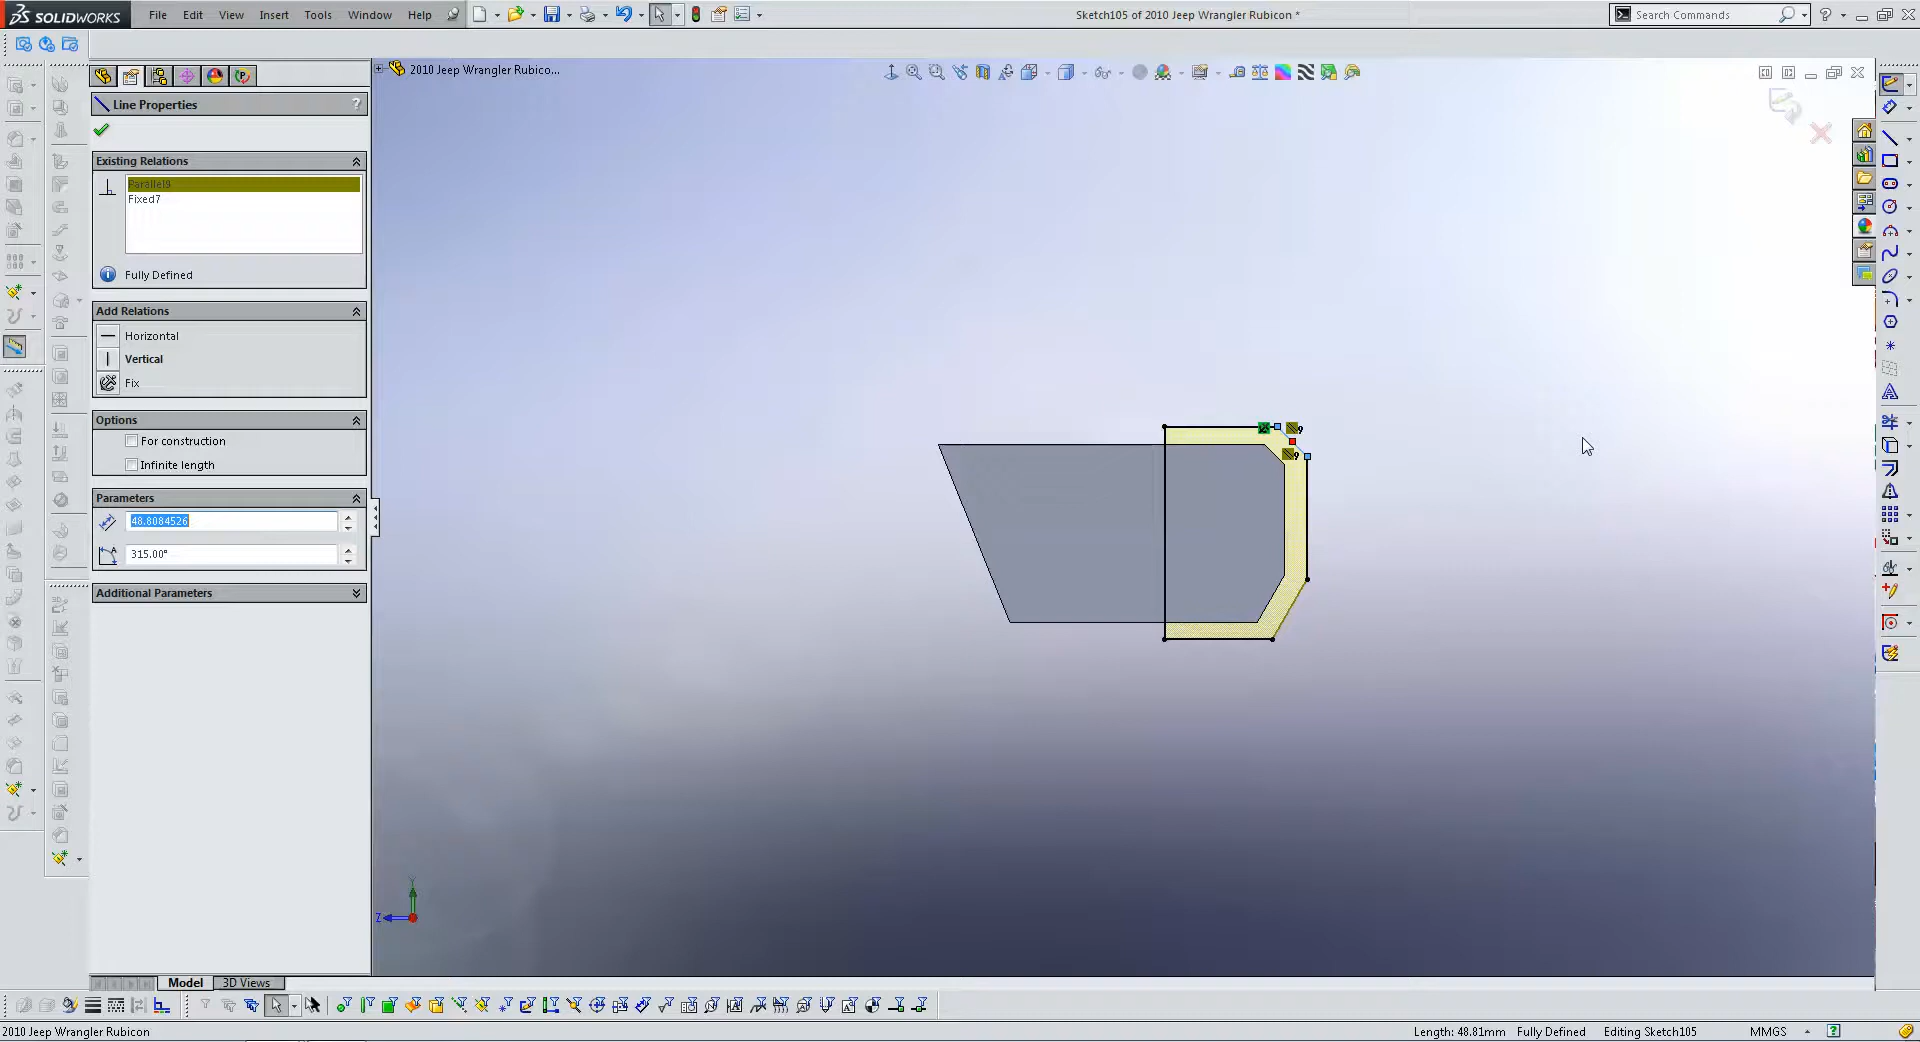 SOLIDWORKS
File Edit View Insert Tools Window Help
Sketch105 of 2010 Jeep Wrangler Rubicon *
Search Commands
2010 Jeep Wrangler Rubico...
Line Properties
?
Existing Relations
Parallel9
Fixed7
Fully Defined
Add Relations
Horizontal
Vertical
Fix
Options
For construction
Infinite length
Parameters
48.8084526
315.00°
Additional Parameters
9
9
Y
Z
Model
3D Views
2010 Jeep Wrangler Rubicon
Length: 48.81mm Fully Defined Editing Sketch105 MMGS